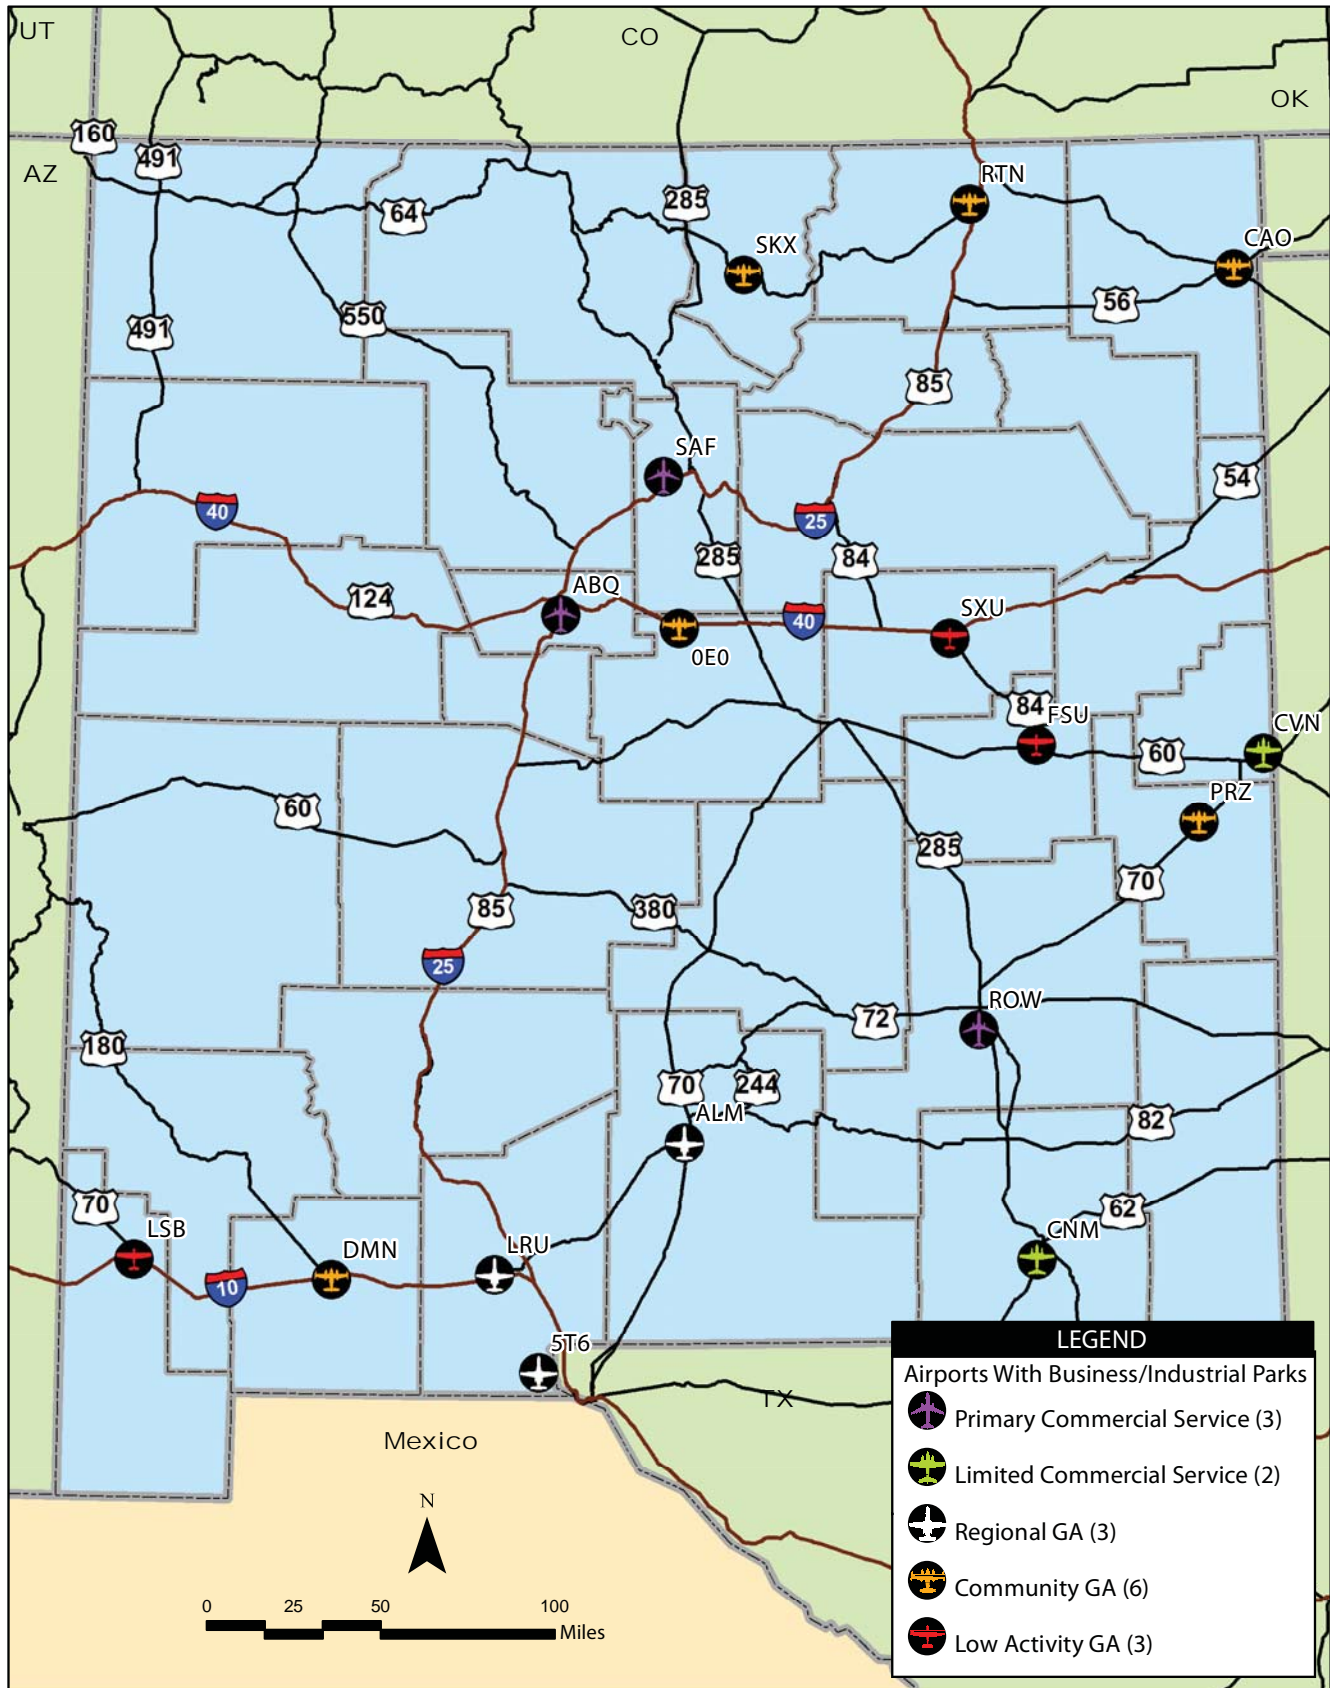 UT
CO
OK
160
491
AZ
RTN
64
285
SKX
CAO
56
550
491
85
SAF
54
40
25
285
84
124
ABQ
SXU
40
0E0
84
FSU
CVN
60
PRZ
60
285
70
85
380
25
ROW
72
180
70
244
ALM
82
70
LSB
62
CNM
DMN
LRU
10
5T6
TX
Mexico
N
0 25 50 100
Miles
LEGEND
Airports With Business/Industrial Parks
Primary Commercial Service (3)
Limited Commercial Service (2)
Regional GA (3)
Community GA (6)
Low Activity GA (3)